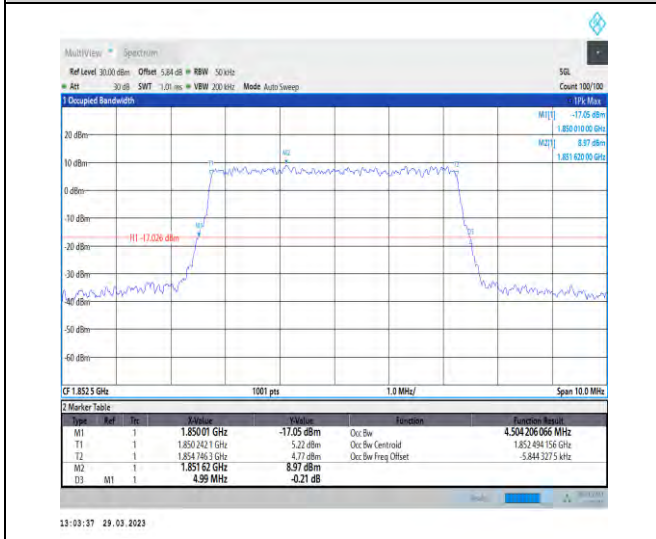 MultiView Spectrum
Ref Level 30.00 dBm Offset 5.84 dB RBW 50 kHz SGL
Att 30 dB SWT 1.01 ms VBW 200 kHz Mode Auto Sweep Count 100/100
1 Occupied Bandwidth 1Pk Max
M1[1] -17.05 dBm
1.850 010 00 GHz
M2[1] 8.97 dBm
1.851 620 00 GHz
20 dBm
M2
10 dBm
T1
T2
0 dBm
-10 dBm
M1
D3
H1 -17.026 dBm
-20 dBm
-30 dBm
-40 dBm
-50 dBm
-60 dBm
CF 1.852 5 GHz 1001 pts 1.0 MHz/ Span 10.0 MHz
2 Marker Table
Type Ref Trc X-Value Y-Value Function Function Result
M1 1 1.85001 GHz -17.05 dBm Occ Bw 4.504 206 066 MHz
T1 1 1.850 242 1 GHz 5.22 dBm Occ Bw Centroid 1.852 494 156 GHz
T2 1 1.854 746 3 GHz 4.77 dBm Occ Bw Freq Offset -5.844 327 5 kHz
M2 1 1.851 62 GHz 8.97 dBm
D3 M1 1 4.99 MHz -0.21 dB
13:03:37 29.03.2023